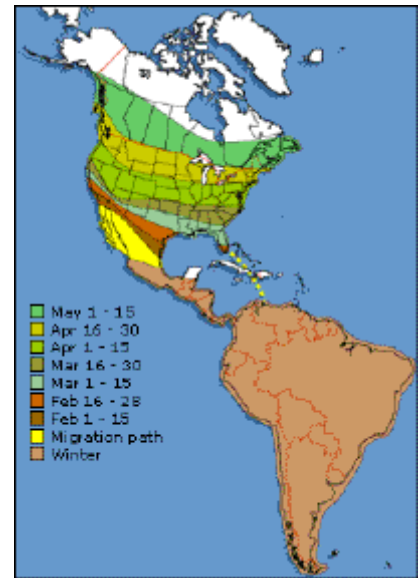 May 1 - 15
Apr 16 - 30
Apr 1 - 15
Mar 16 - 30
Mar 1 - 15
Feb 16 - 28
Feb 1 - 15
Migration path
Winter